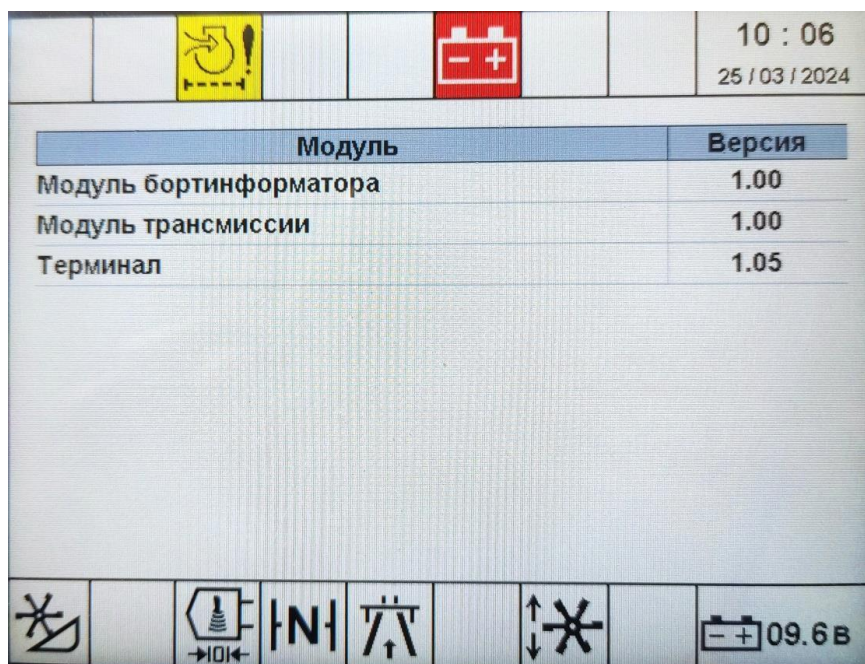 10 : 06
25 / 03 / 2024
Модуль Версия
Модуль бортинформатора 1.00
Модуль трансмиссии 1.00
Терминал 1.05
N 09.6 в